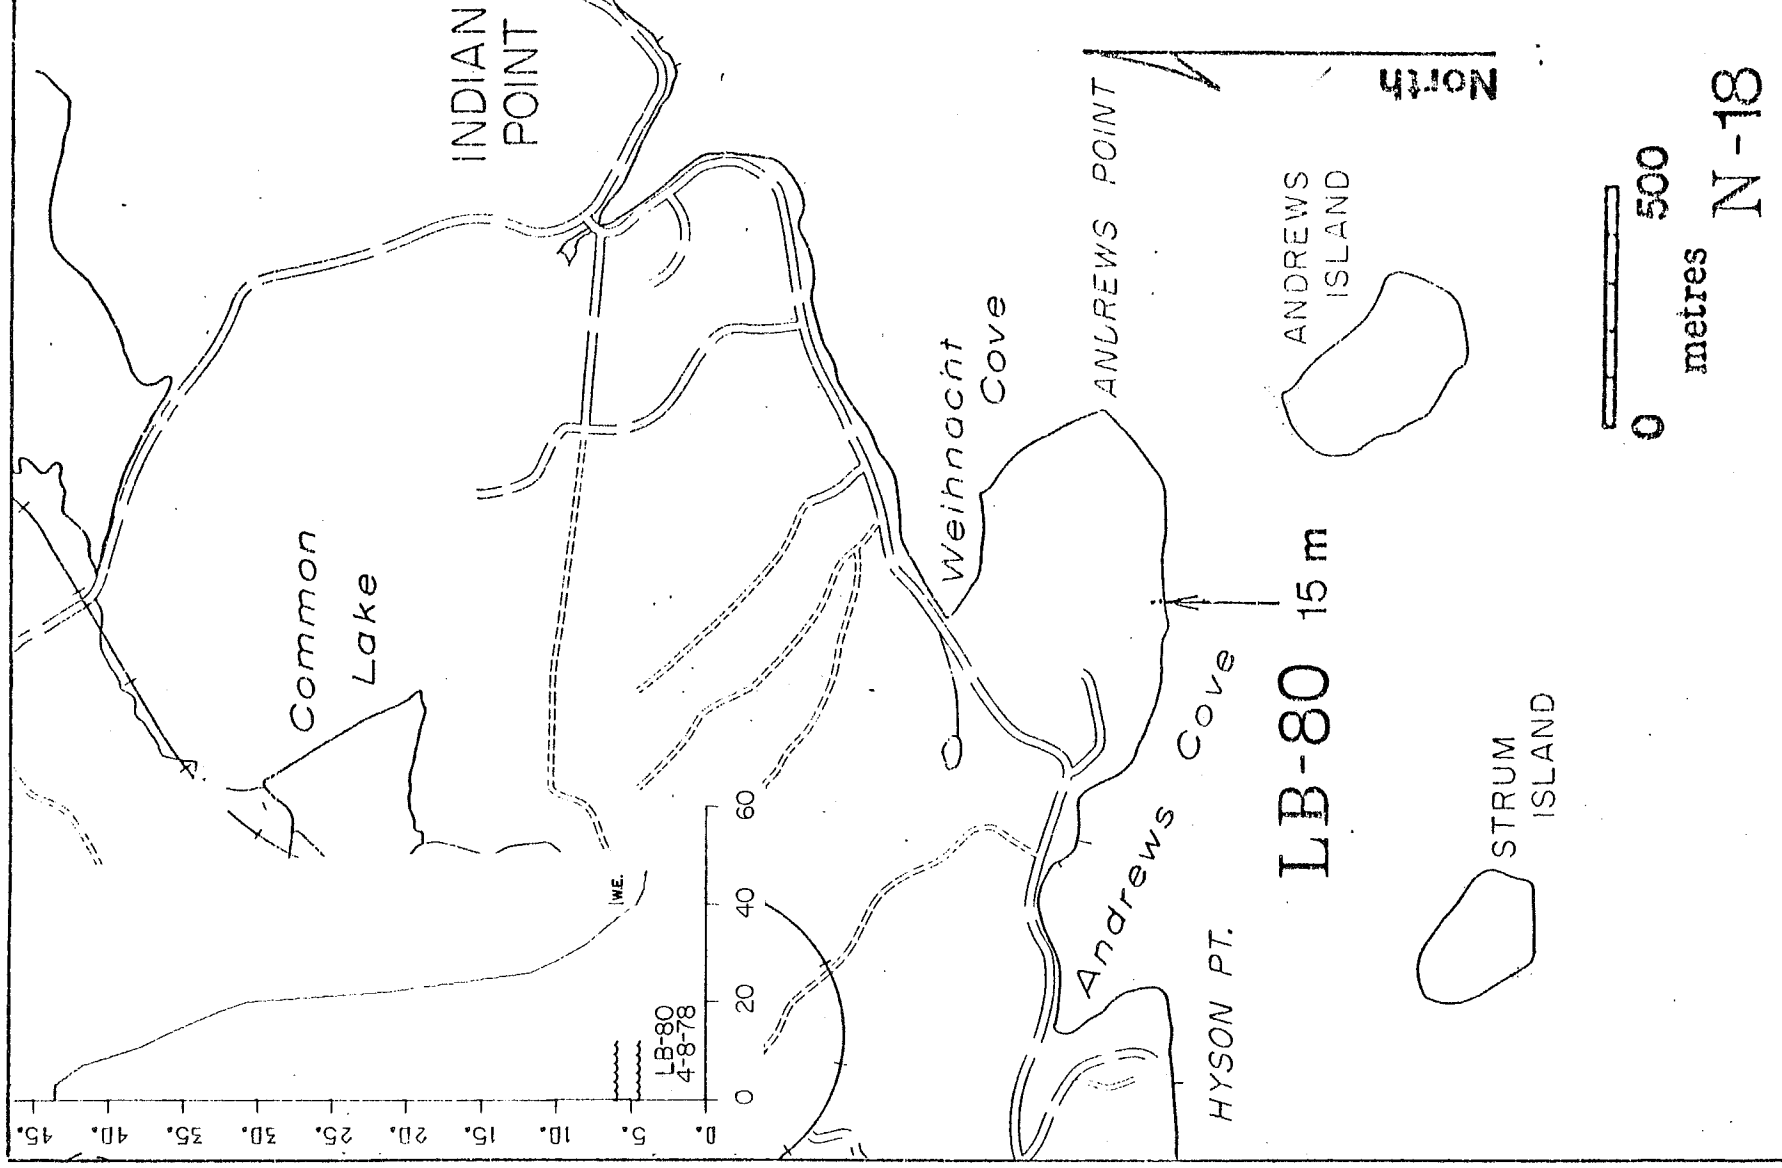 INDIAN
POINT
North
ANDREWS POINT
ANDREWS
ISLAND
Weihnacht
Cove
Common
Lake
Andrews Cove
HYSON PT.
STRUM
ISLAND
LB-80 15 m
0 500
metres
N-18
W.E.
LB-80
4-8-78
0 20 40 60
45.
40.
35.
30.
25.
20.
15.
10.
5.
0.